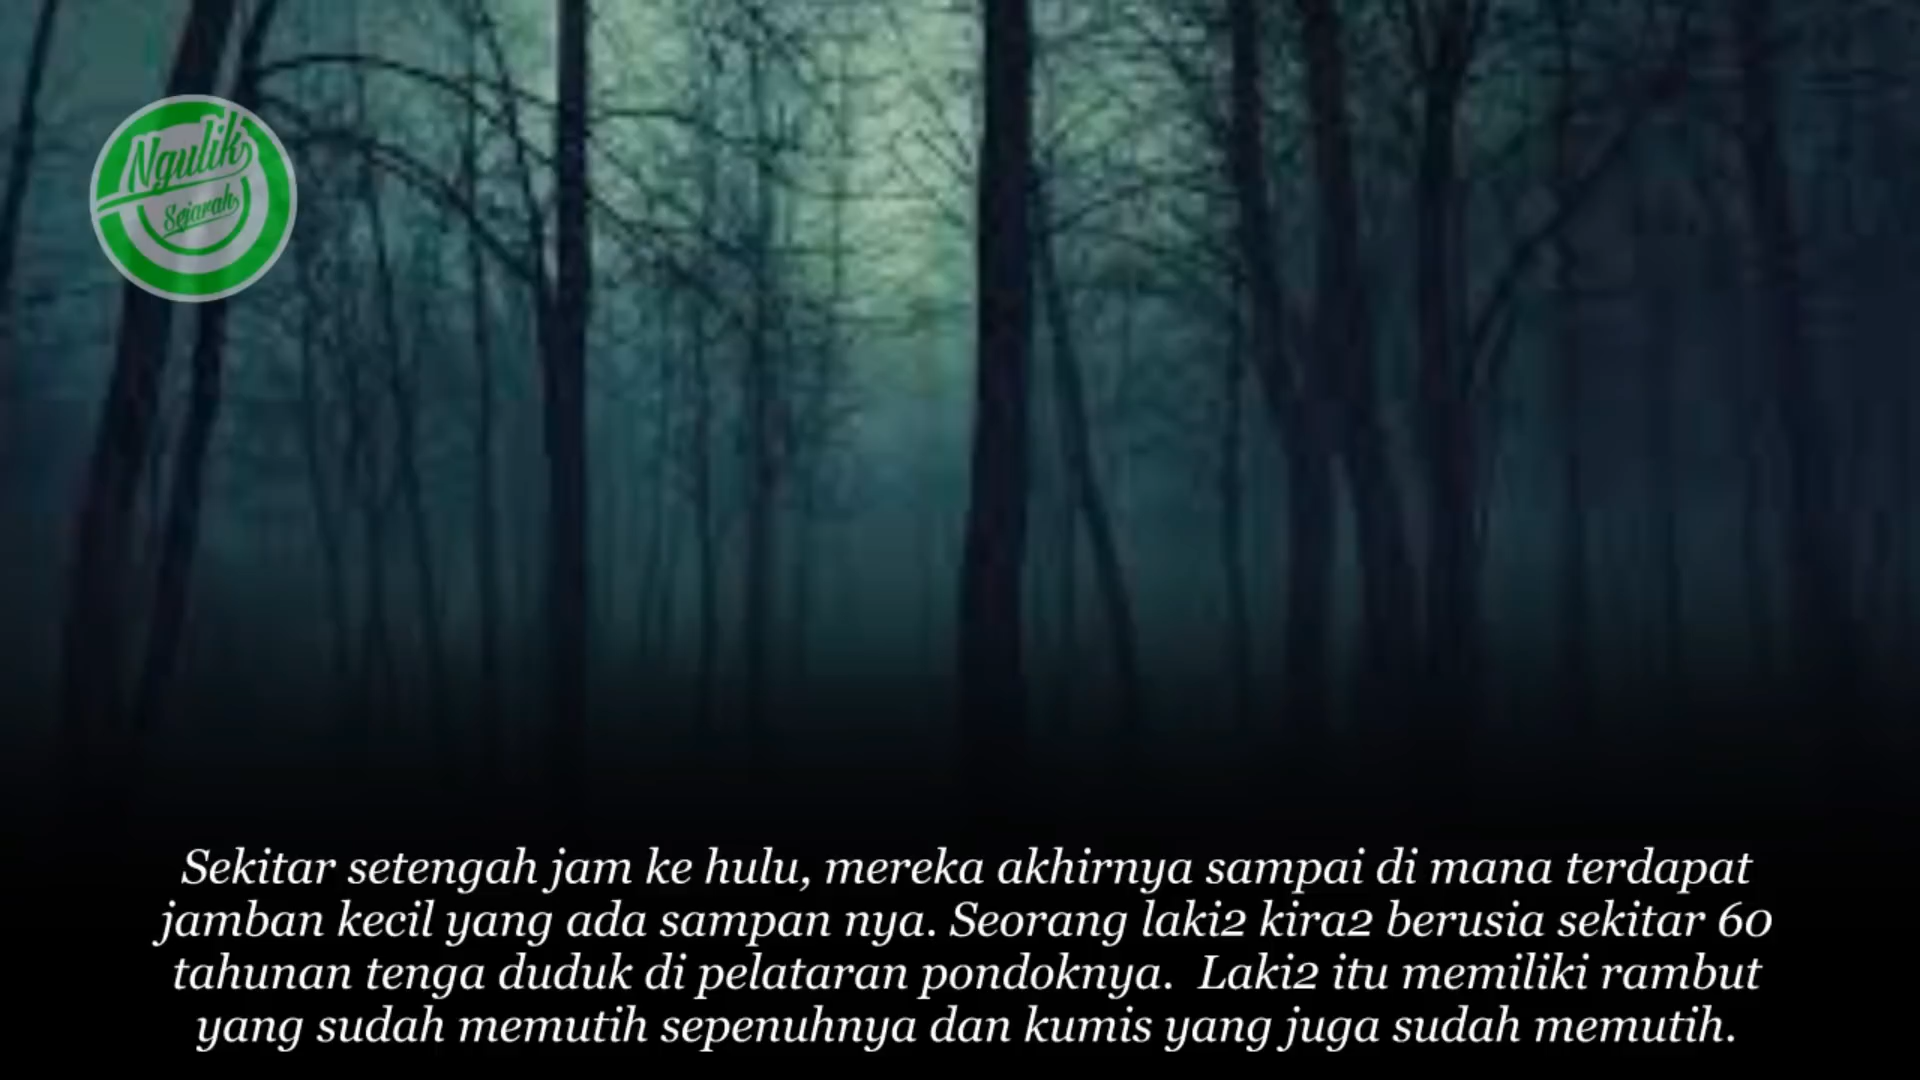 Ngulik
Sejarah
Sekitar setengah jam ke hulu, mereka akhirnya sampai di mana terdapat
jamban kecil yang ada sampan nya. Seorang laki2 kira2 berusia sekitar 60
tahunan tenga duduk di pelataran pondoknya.  Laki2 itu memiliki rambut
yang sudah memutih sepenuhnya dan kumis yang juga sudah memutih.